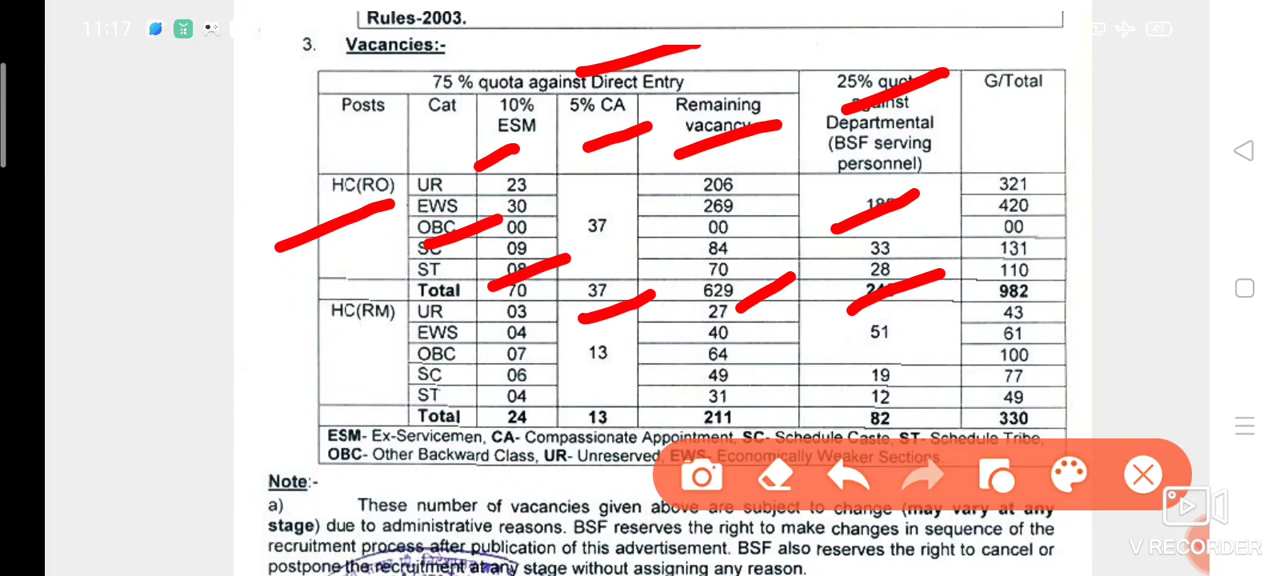 11:17
49
Rules-2003.
3. Vacancies:-
75 % quota against Direct Entry 25% quota G/Total
Posts Cat 10% 5% CA Remaining against
ESM vacancy Departmental
(BSF serving
personnel)
HC(RO) UR 23 206 321
EWS 30 269 420
OBC 00 37 00 00
SC 09 84 33 131
ST 08 70 28 110
Total 70 37 629 982
HC(RM) UR 03 27 43
EWS 04 40 51 61
OBC 07 13 64 100
SC 06 49 19 77
ST 04 31 12 49
Total 24 13 211 82 330
ESM- Ex-Servicemen, CA- Compassionate Appointment, SC- Schedule Caste, ST- Schedule Tribe,
OBC- Other Backward Class, UR- Unreserved, EWS- Economically Weaker Sections.
Note:-
a) These number of vacancies given above are subject to change (may vary at any
stage) due to administrative reasons. BSF reserves the right to make changes in sequence of the
recruitment process after publication of this advertisement. BSF also reserves the right to cancel or
postpone the recruitment at any stage without assigning any reason.
V RECORDER